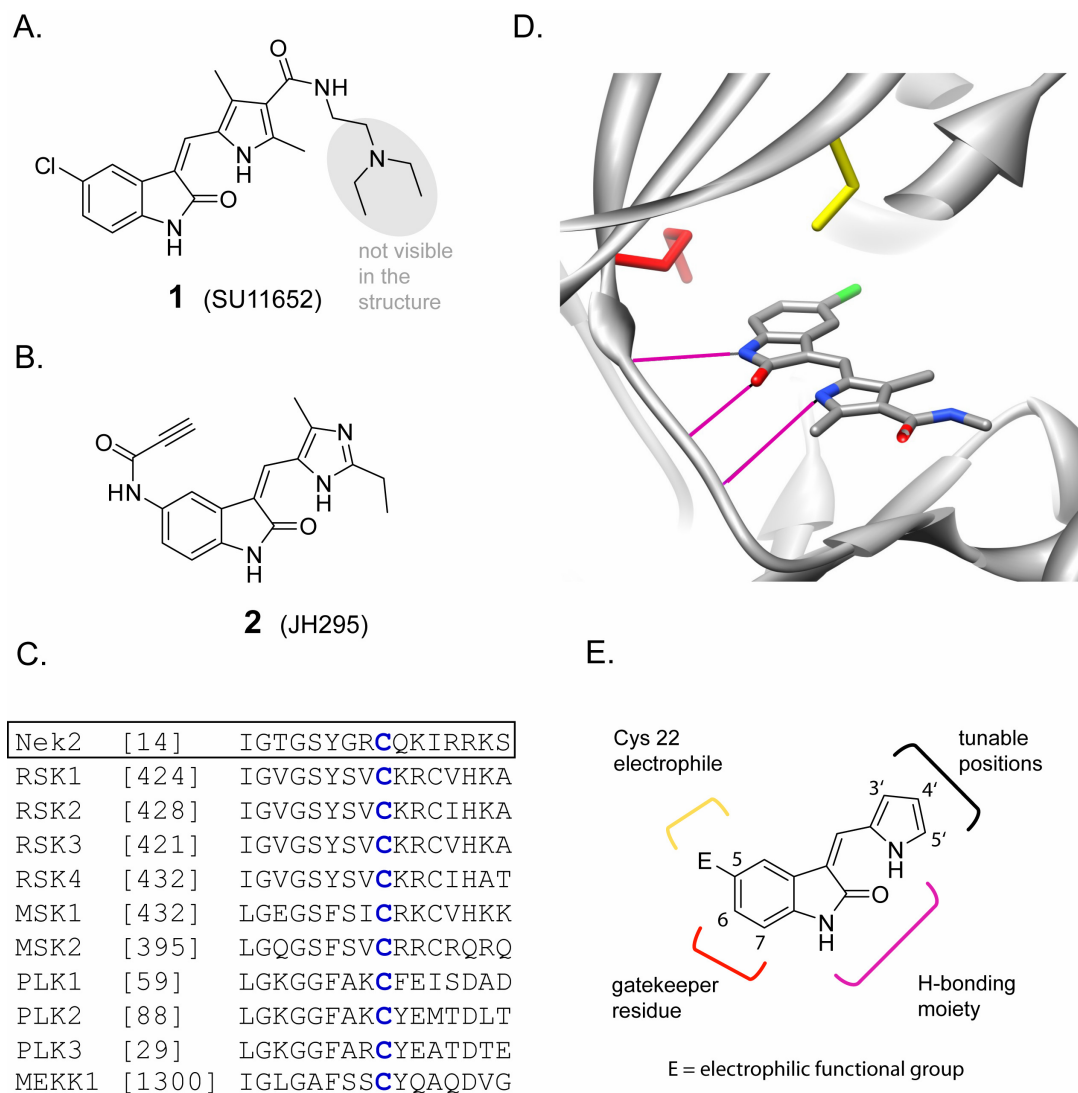 A.
O
NH
N
Cl
N
H
O
N
H
not visible
in the
structure
1 (SU11652)
B.
O
NH
N
N
H
O
N
H
2 (JH295)
C.
Nek2 [14] IGTGSYGRCQKIRRKS
RSK1 [424] IGVGSYSVCKRCVHKA
RSK2 [428] IGVGSYSVCKRCIHKA
RSK3 [421] IGVGSYSVCKRCVHKA
RSK4 [432] IGVGSYSVCKRCIHAT
MSK1 [432] LGEGSFSICRKCVHKK
MSK2 [395] LGQGSFSVCRRCRQRQ
PLK1 [59] LGKGGFAKCFEISDAD
PLK2 [88] LGKGGFAKCYEMTDLT
PLK3 [29] LGKGGFARCYEATDTE
MEKK1 [1300] IGLGAFSSCYQAQDVG
D.
E.
Cys 22
electrophile
tunable
positions
3' 4'
5'
E 5
N
H
O
6
7
N
H
gatekeeper
residue
H-bonding
moiety
E = electrophilic functional group